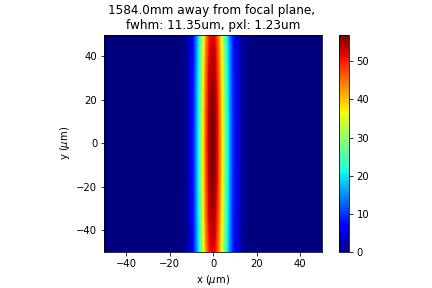 1584.0mm away from focal plane,
fwhm: 11.35um, pxl: 1.23um
40
20
0
−20
−40
y (μm)
−40 −20 0 20 40
x (μm)
50
40
30
20
10
0